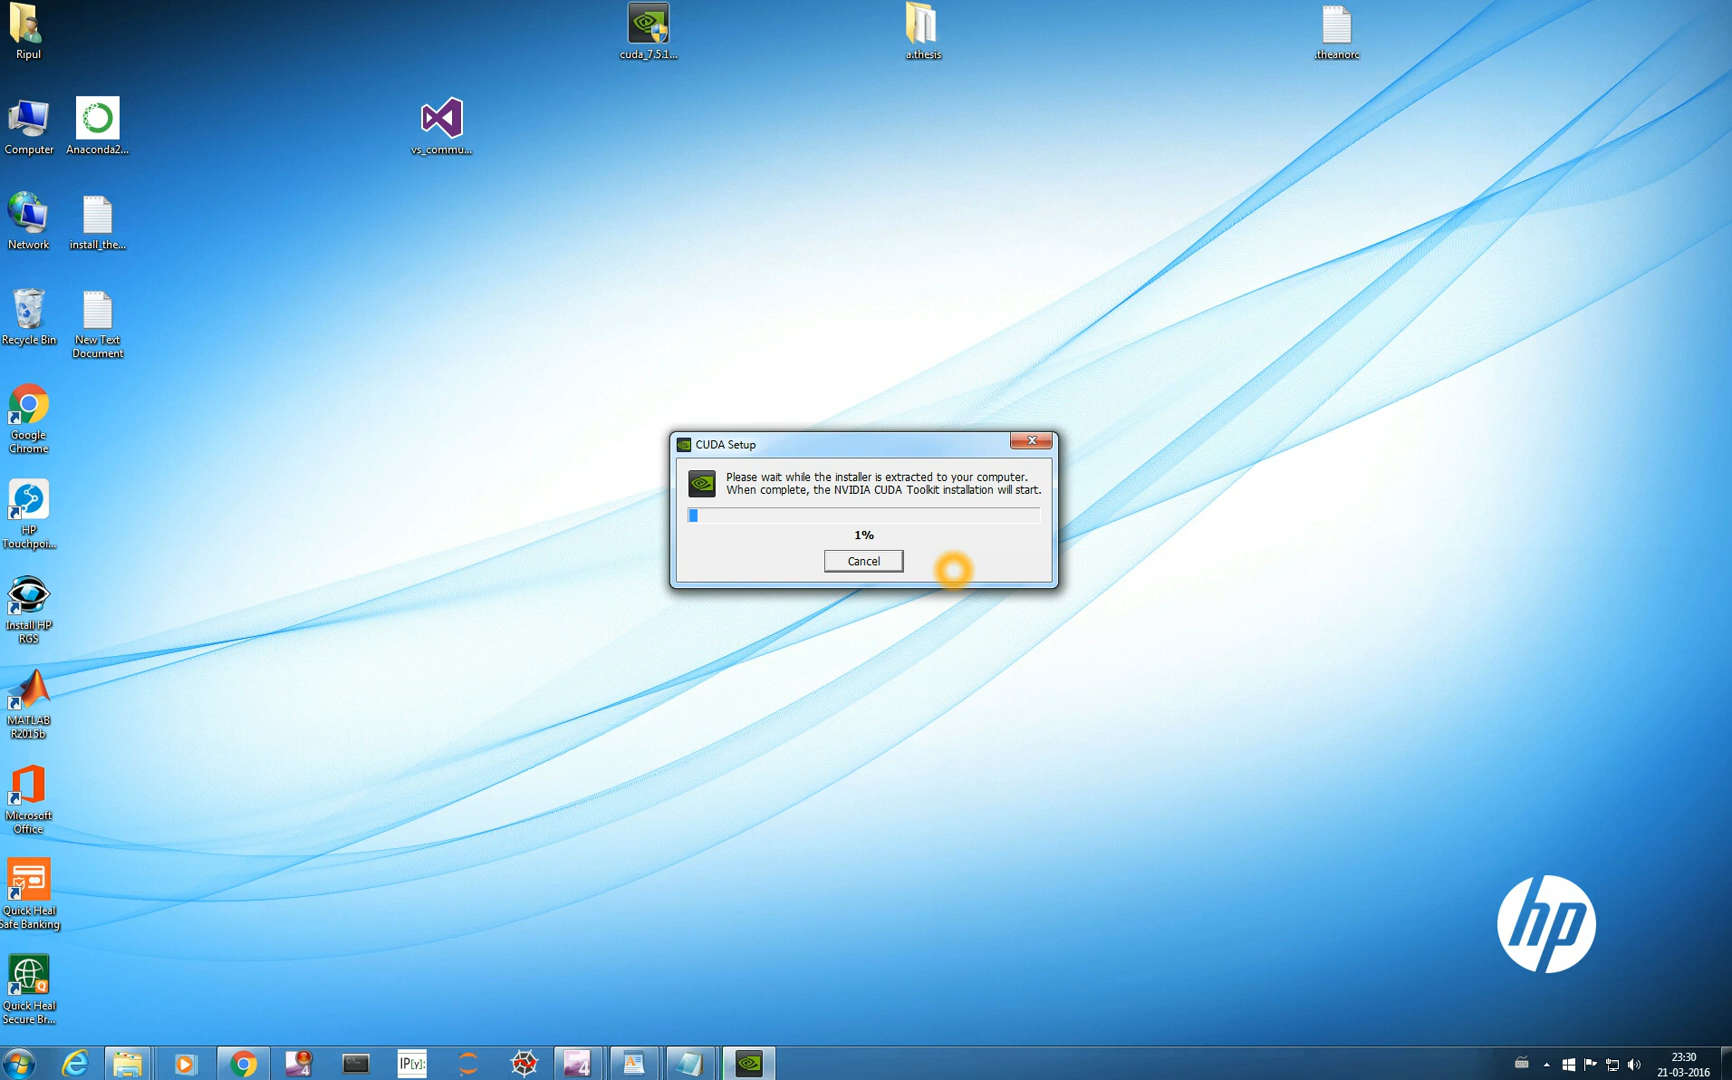 Ripul
cuda_7.5.1...
a.thesis
.theanorc
Computer
Anaconda2...
vs_commu...
Network
install_the...
Recycle Bin
New Text
Document
Google
Chrome
CUDA Setup
Please wait while the installer is extracted to your computer.
When complete, the NVIDIA CUDA Toolkit installation will start.
1%
Cancel
HP
Touchpoi...
Install HP
RGS
MATLAB
R2015b
Microsoft
Office
Quick Heal
Safe Banking
hp
Quick Heal
Secure Br...
IP[y]:
4
4
23:30
21-03-2016